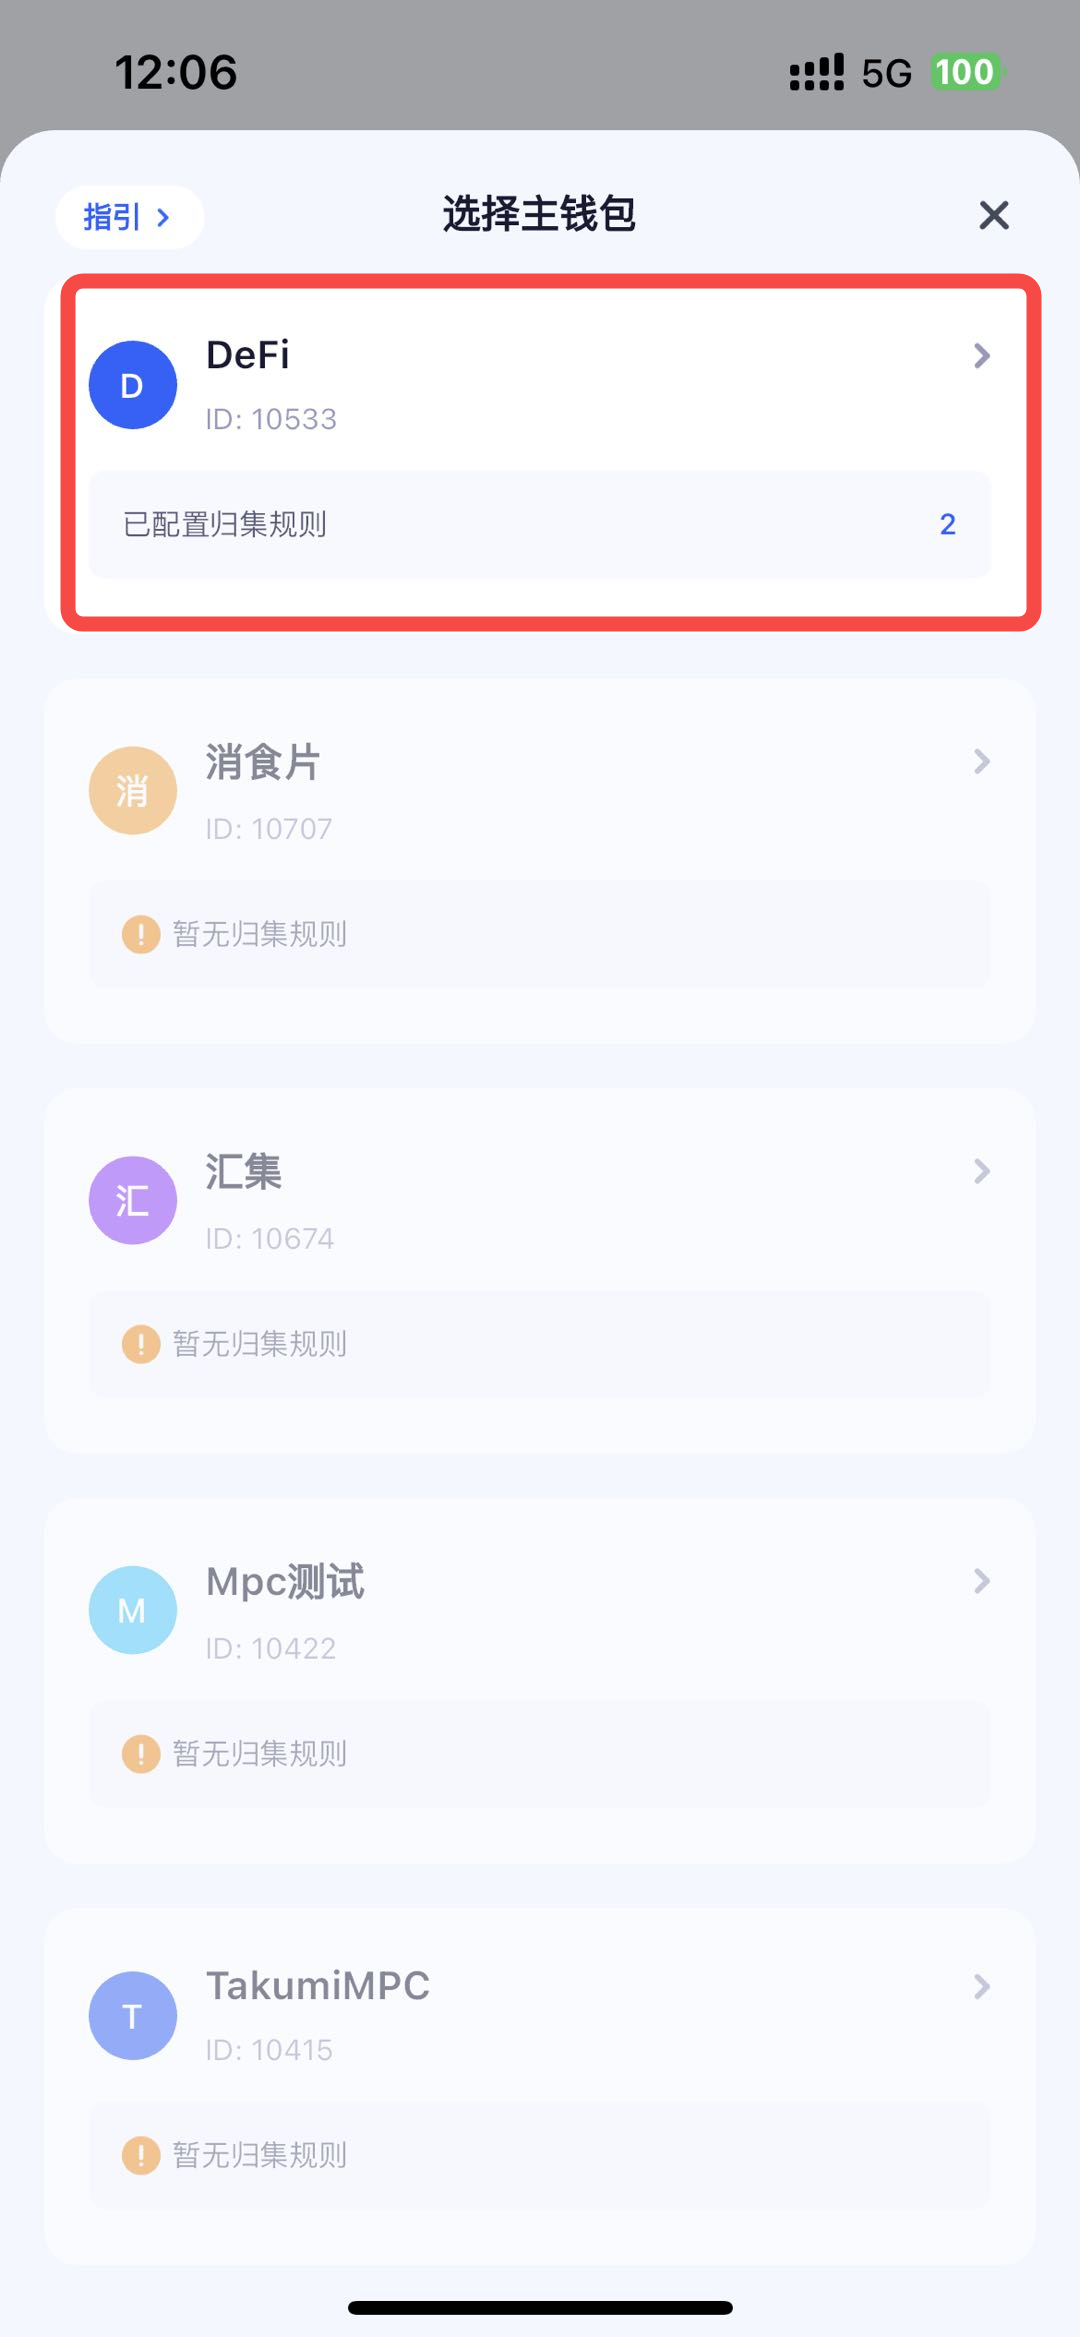 12:06
5G 100
指引
选择主钱包
D
DeFi
ID: 10533
已配置归集规则 2
消
消食片
ID: 10707
! 暂无归集规则
汇
汇集
ID: 10674
! 暂无归集规则
M
Mpc测试
ID: 10422
! 暂无归集规则
T
TakumiMPC
ID: 10415
! 暂无归集规则